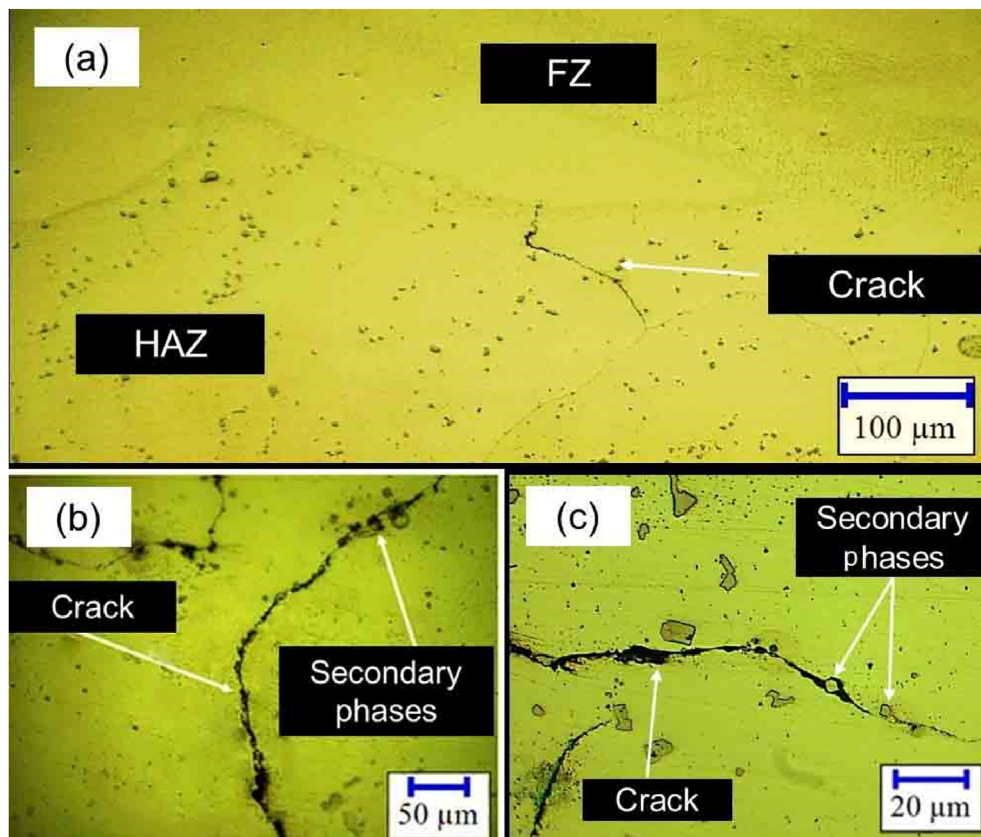 (a)
FZ
Crack
HAZ
100 µm
(b)
Crack
Secondary
phases
50 µm
(c)
Secondary
phases
Crack
20 µm